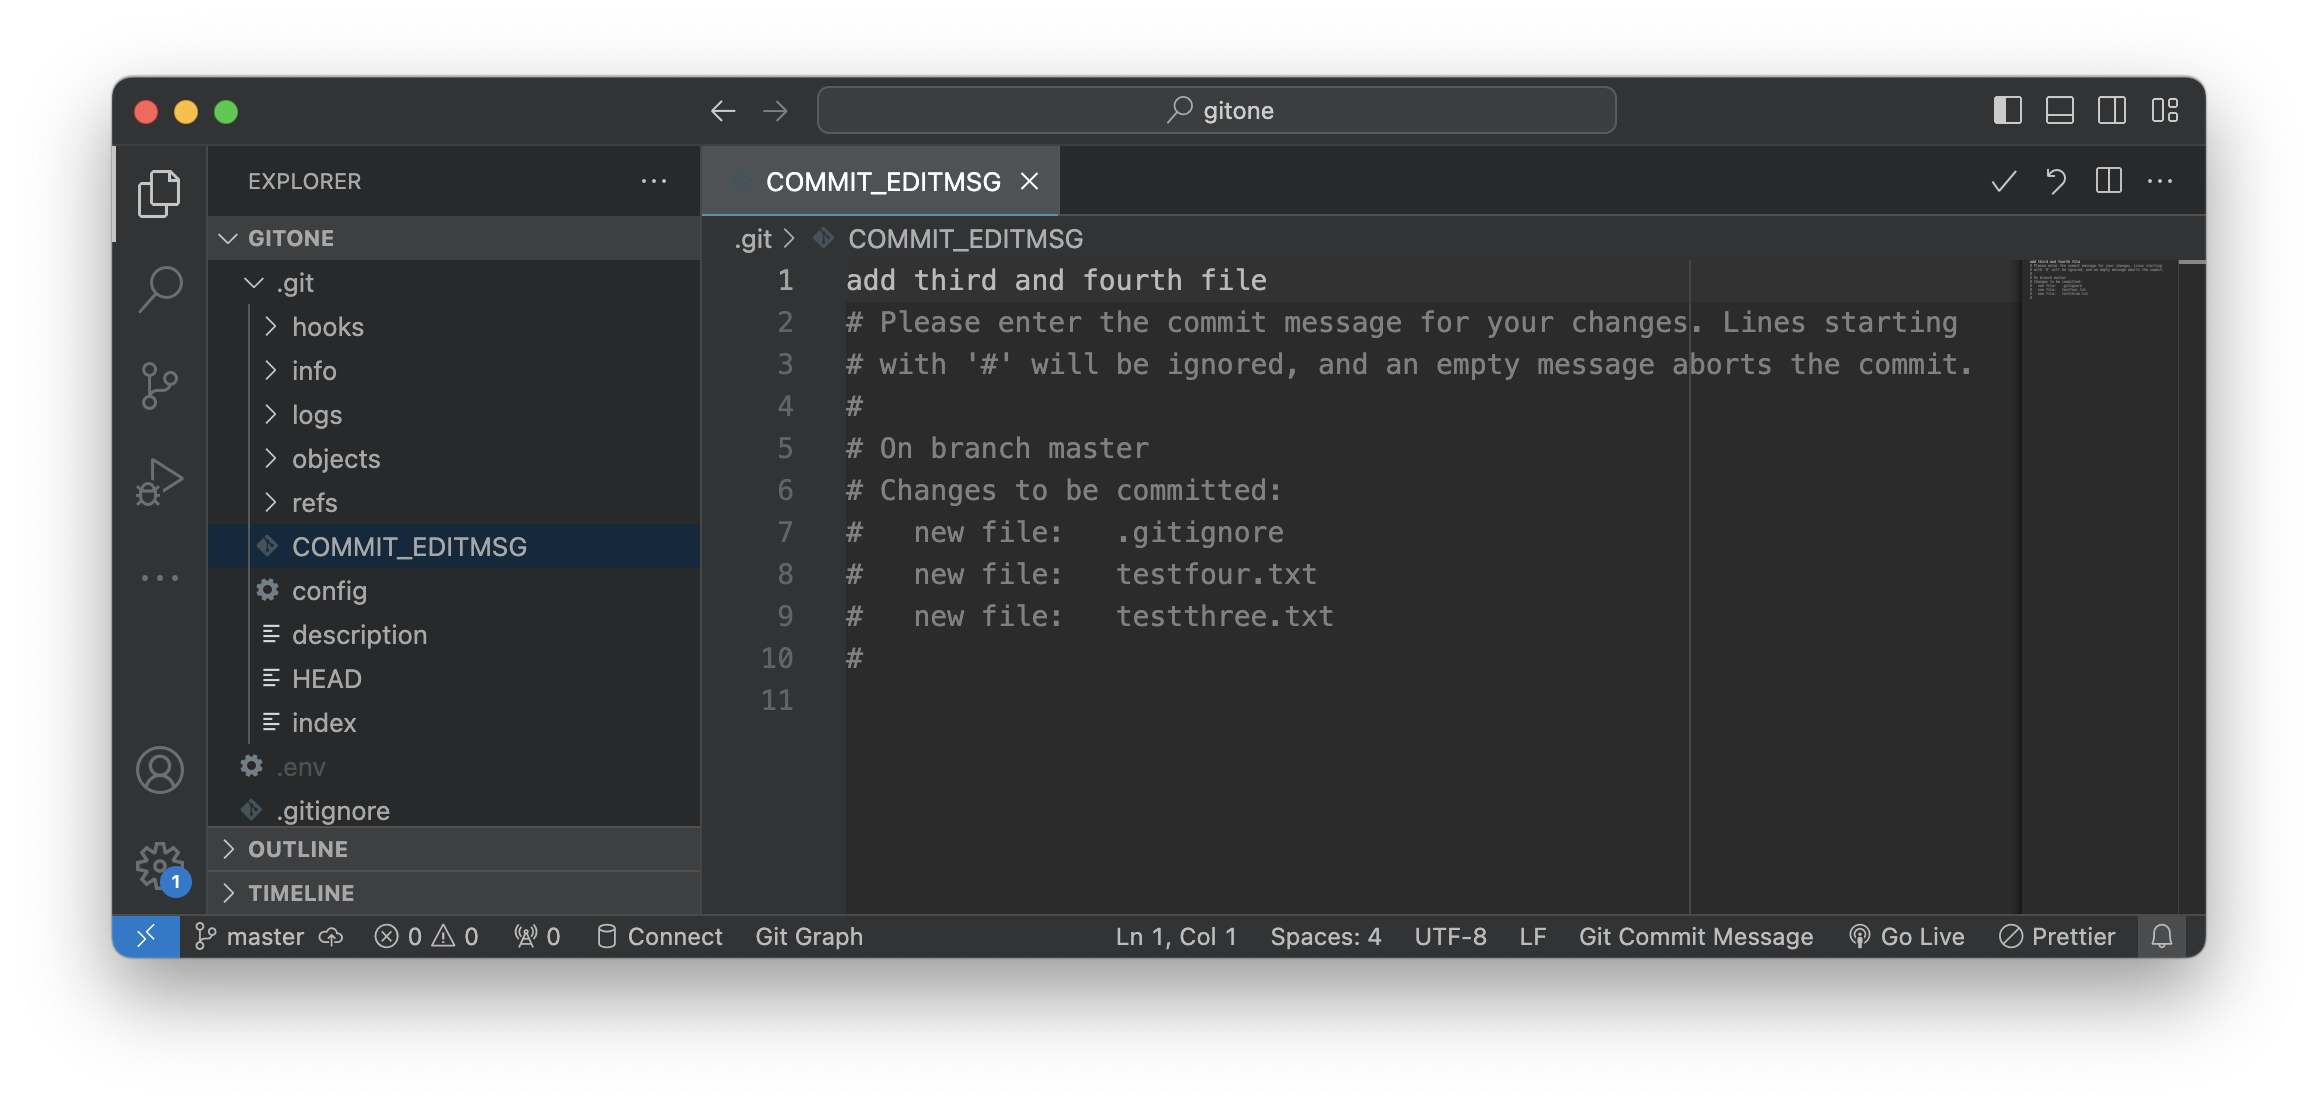 gitone
EXPLORER
GITONE
.git
hooks
info
logs
objects
refs
COMMIT_EDITMSG
config
description
HEAD
index
.env
.gitignore
OUTLINE
TIMELINE
COMMIT_EDITMSG
.git > COMMIT_EDITMSG
1 add third and fourth file
2 # Please enter the commit message for your changes. Lines starting
3 # with '#' will be ignored, and an empty message aborts the commit.
4 #
5 # On branch master
6 # Changes to be committed:
7 #   new file:   .gitignore
8 #   new file:   testfour.txt
9 #   new file:   testthree.txt
10 #
11
1
master 0 0 0 Connect Git Graph Ln 1, Col 1 Spaces: 4 UTF-8 LF Git Commit Message Go Live Prettier